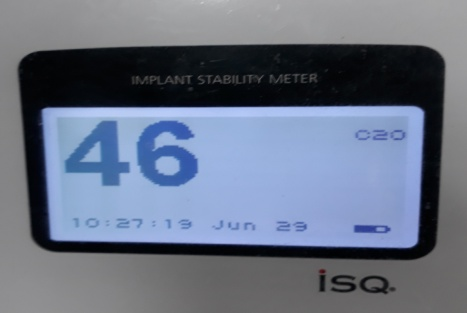 IMPLANT STABILITY METER
46
C20
10:27:19 Jun 29
iSQ